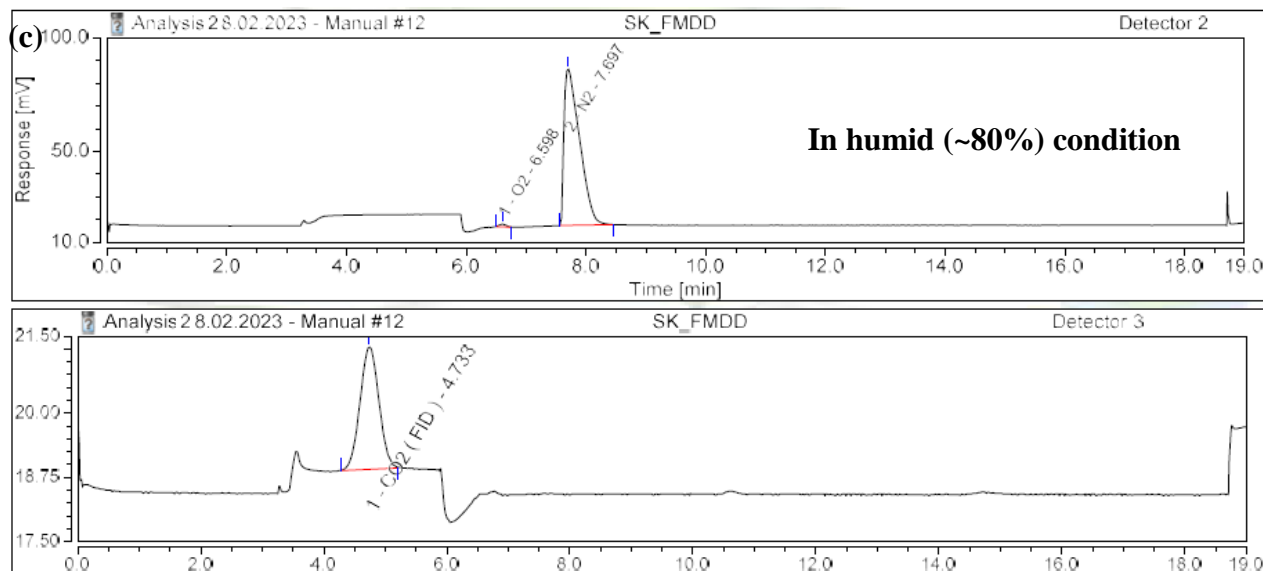 (c)
Analysis 28.02.2023 - Manual #12 SK_FMDD Detector 2
100.0
50.0
10.0
Response [mV]
1 - O2 - 6.598
2 - N2 - 7.697
In humid (~80%) condition
0.0 2.0 4.0 6.0 8.0 10.0 12.0 14.0 16.0 18.0 19.0
Time [min]
Analysis 28.02.2023 - Manual #12 SK_FMDD Detector 3
21.50
20.00
18.75
17.50
1 - CO2 ( FID ) - 4.733
0.0 2.0 4.0 6.0 8.0 10.0 12.0 14.0 16.0 18.0 19.0